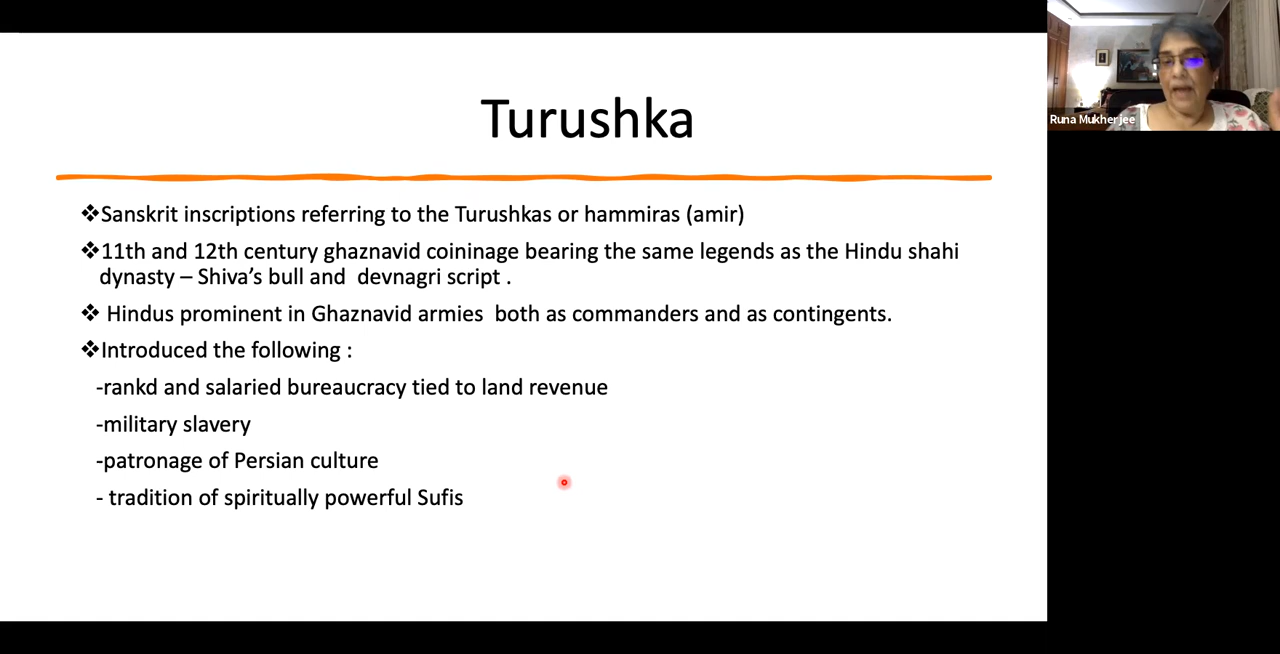 Turushka
❖Sanskrit inscriptions referring to the Turushkas or hammiras (amir)
❖11th and 12th century ghaznavid coininage bearing the same legends as the Hindu shahi
dynasty – Shiva's bull and devnagri script .
❖ Hindus prominent in Ghaznavid armies both as commanders and as contingents.
❖Introduced the following :
-rankd and salaried bureaucracy tied to land revenue
-military slavery
-patronage of Persian culture
- tradition of spiritually powerful Sufis
Runa Mukherjee